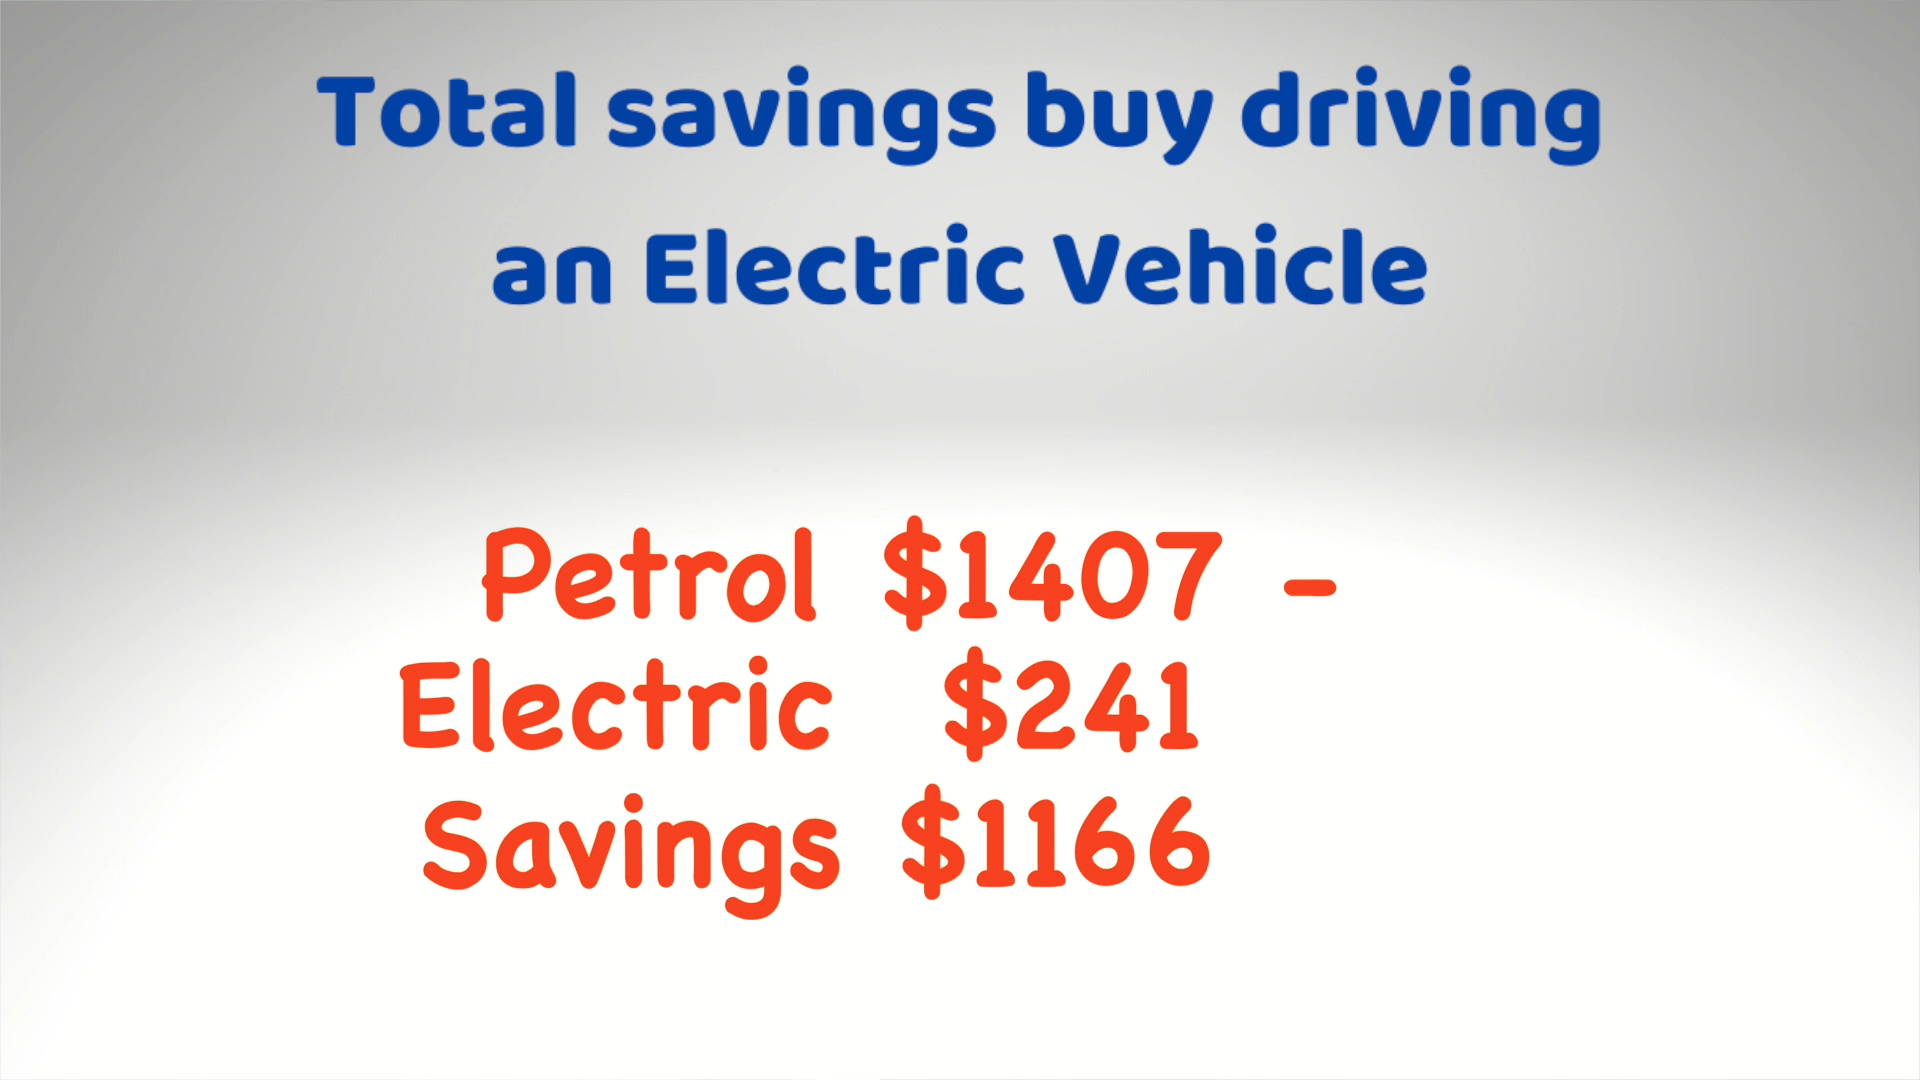 Total savings buy driving
an Electric Vehicle
Petrol $1407 -
Electric $241
Savings $1166